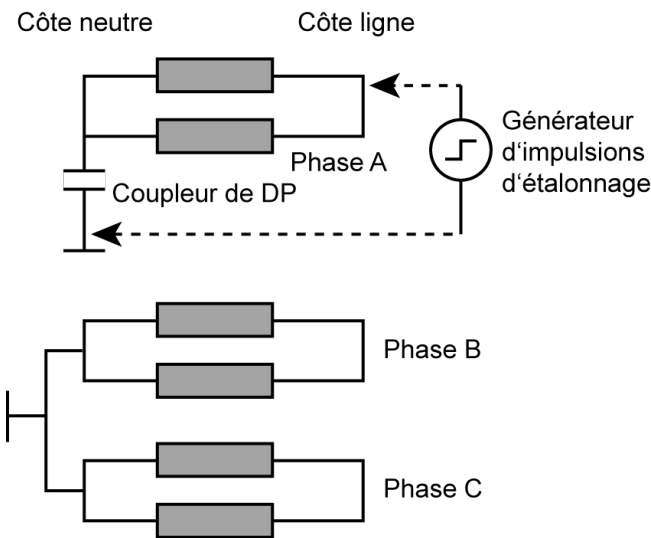 Côte neutre
Côte ligne
Générateur
d'impulsions
d'étalonnage
Phase A
Coupleur de DP
Phase B
Phase C